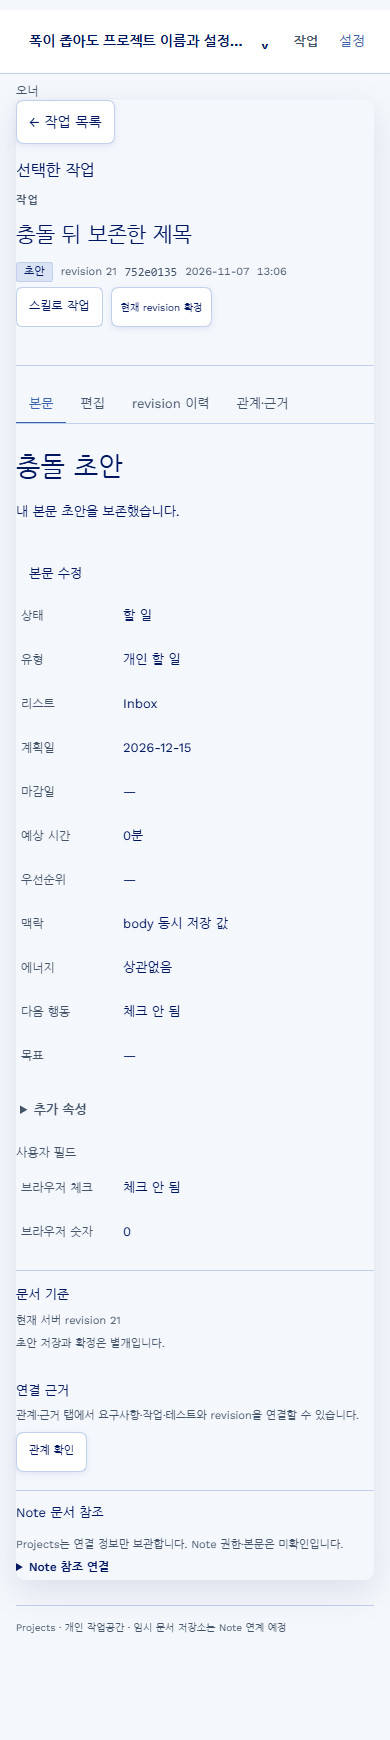 폭이 좁아도 프로젝트 이름과 설정... v 작업 설정
오너
← 작업 목록
선택한 작업
작업
충돌 뒤 보존한 제목
초안 revision 21 752e0135 2026-11-07 13:06
스킬로 작업 현재 revision 확정
본문 편집 revision 이력 관계·근거
충돌 초안
내 본문 초안을 보존했습니다.
본문 수정
상태 할 일
유형 개인 할 일
리스트 Inbox
계획일 2026-12-15
마감일 —
예상 시간 0분
우선순위 —
맥락 body 동시 저장 값
에너지 상관없음
다음 행동 체크 안 됨
목표 —
▶ 추가 속성
사용자 필드
브라우저 체크 체크 안 됨
브라우저 숫자 0
문서 기준
현재 서버 revision 21
초안 저장과 확정은 별개입니다.
연결 근거
관계·근거 탭에서 요구사항·작업·테스트와 revision을 연결할 수 있습니다.
관계 확인
Note 문서 참조
Projects는 연결 정보만 보관합니다. Note 권한·본문은 미확인입니다.
▶ Note 참조 연결
Projects · 개인 작업공간 · 임시 문서 저장소는 Note 연계 예정